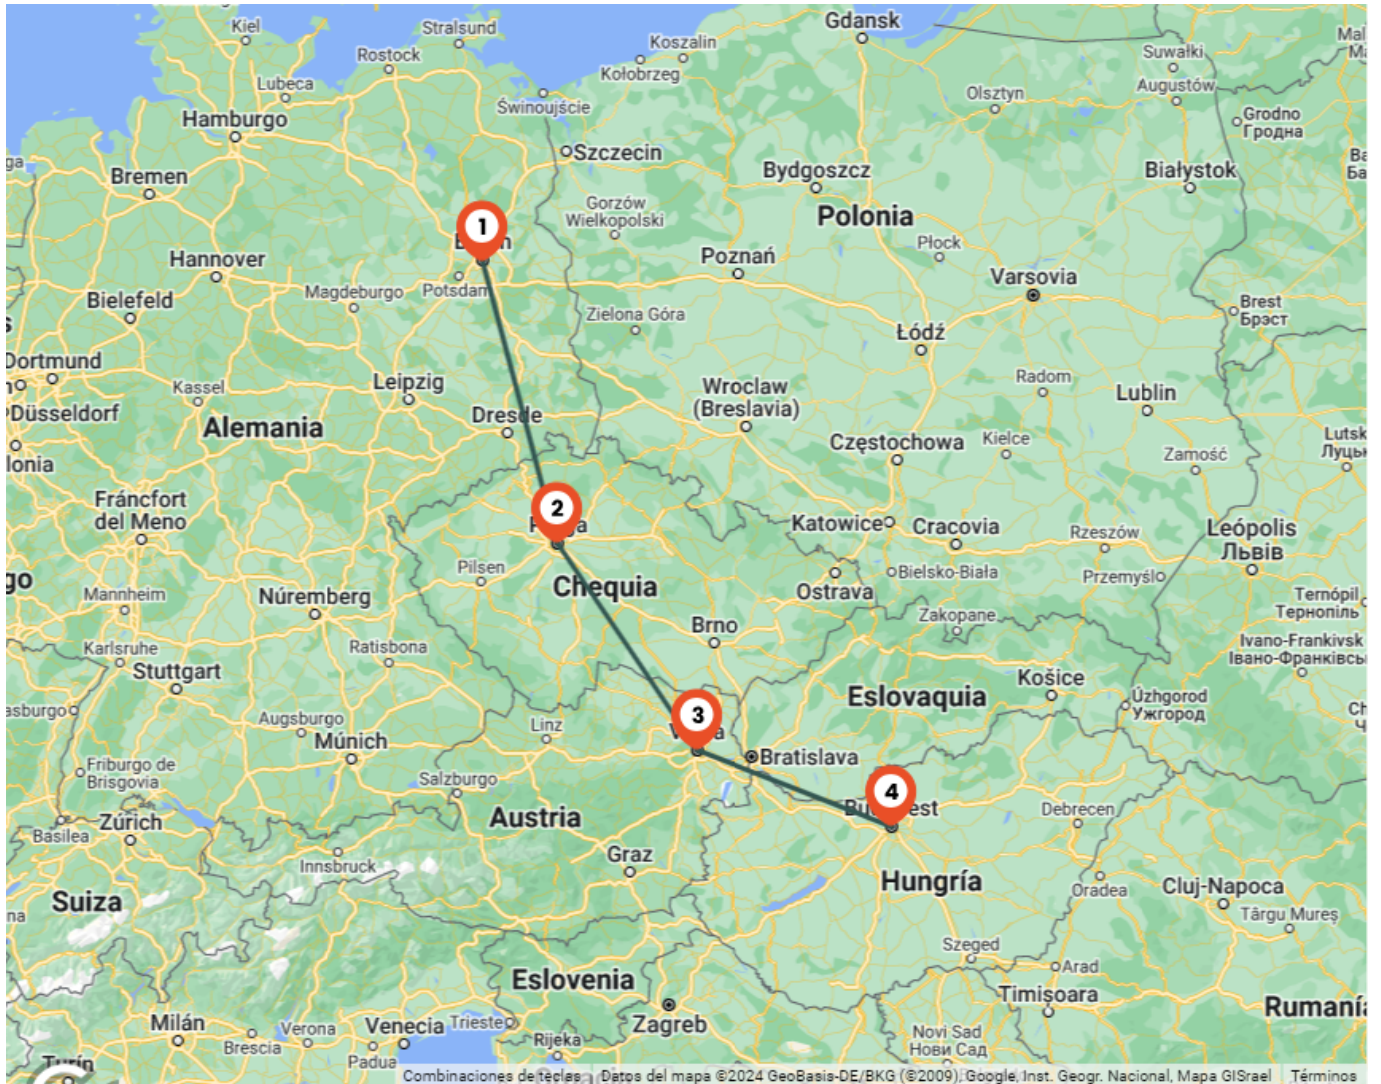 Kiel
Stralsund
Gdansk
Rostock
Koszalin
Kołobrzeg
Suwałki
Lubeca
Świnoujście
Olsztyn
Augustów
Hamburgo
Grodno
Гродна
Szczecin
Bremen
Bydgoszcz
Białystok
1
Gorzów
Wielkopolski
Polonia
Hannover
Potsdam
Poznań
Płock
Varsovia
Magdeburgo
Bielefeld
Zielona Góra
Brest
Брэст
Łódź
Dortmund
Kassel
Leipzig
Wroclaw
(Breslavia)
Radom
Lublin
Düsseldorf
Alemania
Dresde
Częstochowa
Kielce
Zamość
Lutsk
lonia
Fráncfort
del Meno
2
Katowice
Cracovia
Rzeszów
Leópolis
Львів
Pilsen
Chequia
Ostrava
Bielsko-Biała
Przemyśl
go
Mannheim
Núremberg
Zakopane
Ternópil
Тернопіль
Brno
Karlsruhe
Stuttgart
Ratisbona
Ivano-Frankivsk
Eslovaquia
Košice
Úzhgorod
Ужгород
asburgo
Augsburgo
Múnich
Linz
3
Bratislava
Friburgo de
Brisgovia
Salzburgo
4
Basilea
Zúrich
Austria
Debrecen
Innsbruck
Graz
Hungría
Oradea
Cluj-Napoca
Suiza
Târgu Mureș
Szeged
Arad
Eslovenia
Timișoara
Milán
Verona
Venecia
Trieste
Zagreb
Brescia
Padua
Rijeka
Novi Sad
Нови Сад
Turín
Combinaciones de teclas
Datos del mapa ©2024 GeoBasis-DE/BKG (©2009), Google, Inst. Geogr. Nacional, Mapa GISrael
Términos